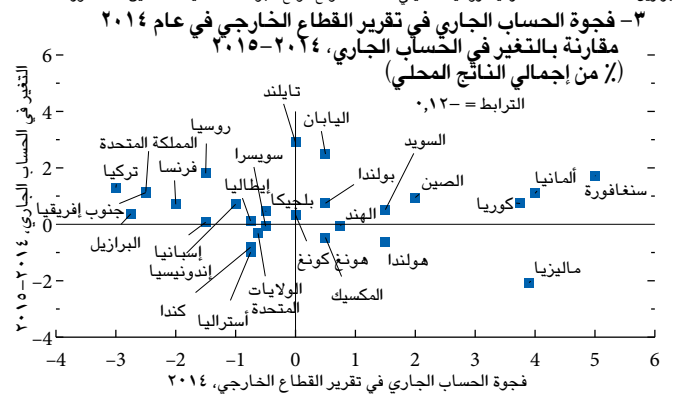 ٣– فجوة الحساب الجاري في تقرير القطاع الخارجي في عام ٢٠١٤
مقارنة بالتغير في الحساب الجاري، ٢٠١٤–٢٠١٥
(٪ من إجمالي الناتج المحلي)
الترابط = –٠,١٢
التغير في الحساب الجاري، ٢٠١٤–٢٠١٥
6
4
2
0
–2
–4
تايلند
اليابان
روسيا
السويد
المملكة المتحدة
سويسرا
تركيا
فرنسا
إيطاليا
بولندا
الصين
ألمانيا
سنغافورة
جنوب إفريقيا
بلجيكا
الهند
كوريا
البرازيل
إسبانيا
هونغ كونغ
هولندا
ماليزيا
إندونيسيا
الولايات
المتحدة
المكسيك
كندا
أستراليا
–4 –3 –2 –1 0 1 2 3 4 5 6
فجوة الحساب الجاري في تقرير القطاع الخارجي، ٢٠١٤